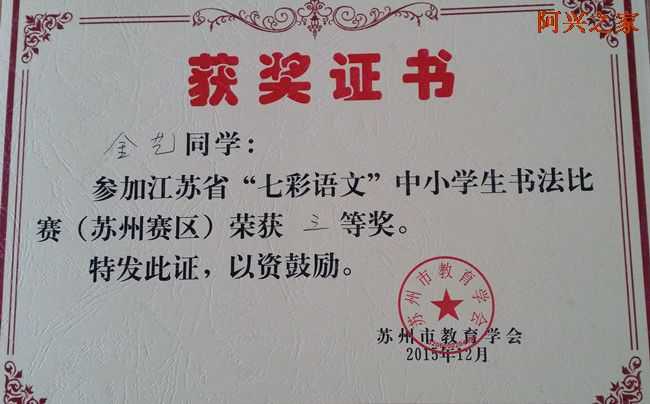 阿兴之家
获奖证书
金艺同学：
参加江苏省“七彩语文”中小学生书法比
赛（苏州赛区）荣获 三 等奖。
特发此证，以资鼓励。
苏州市教育学会
苏州市教育学会
2015年12月